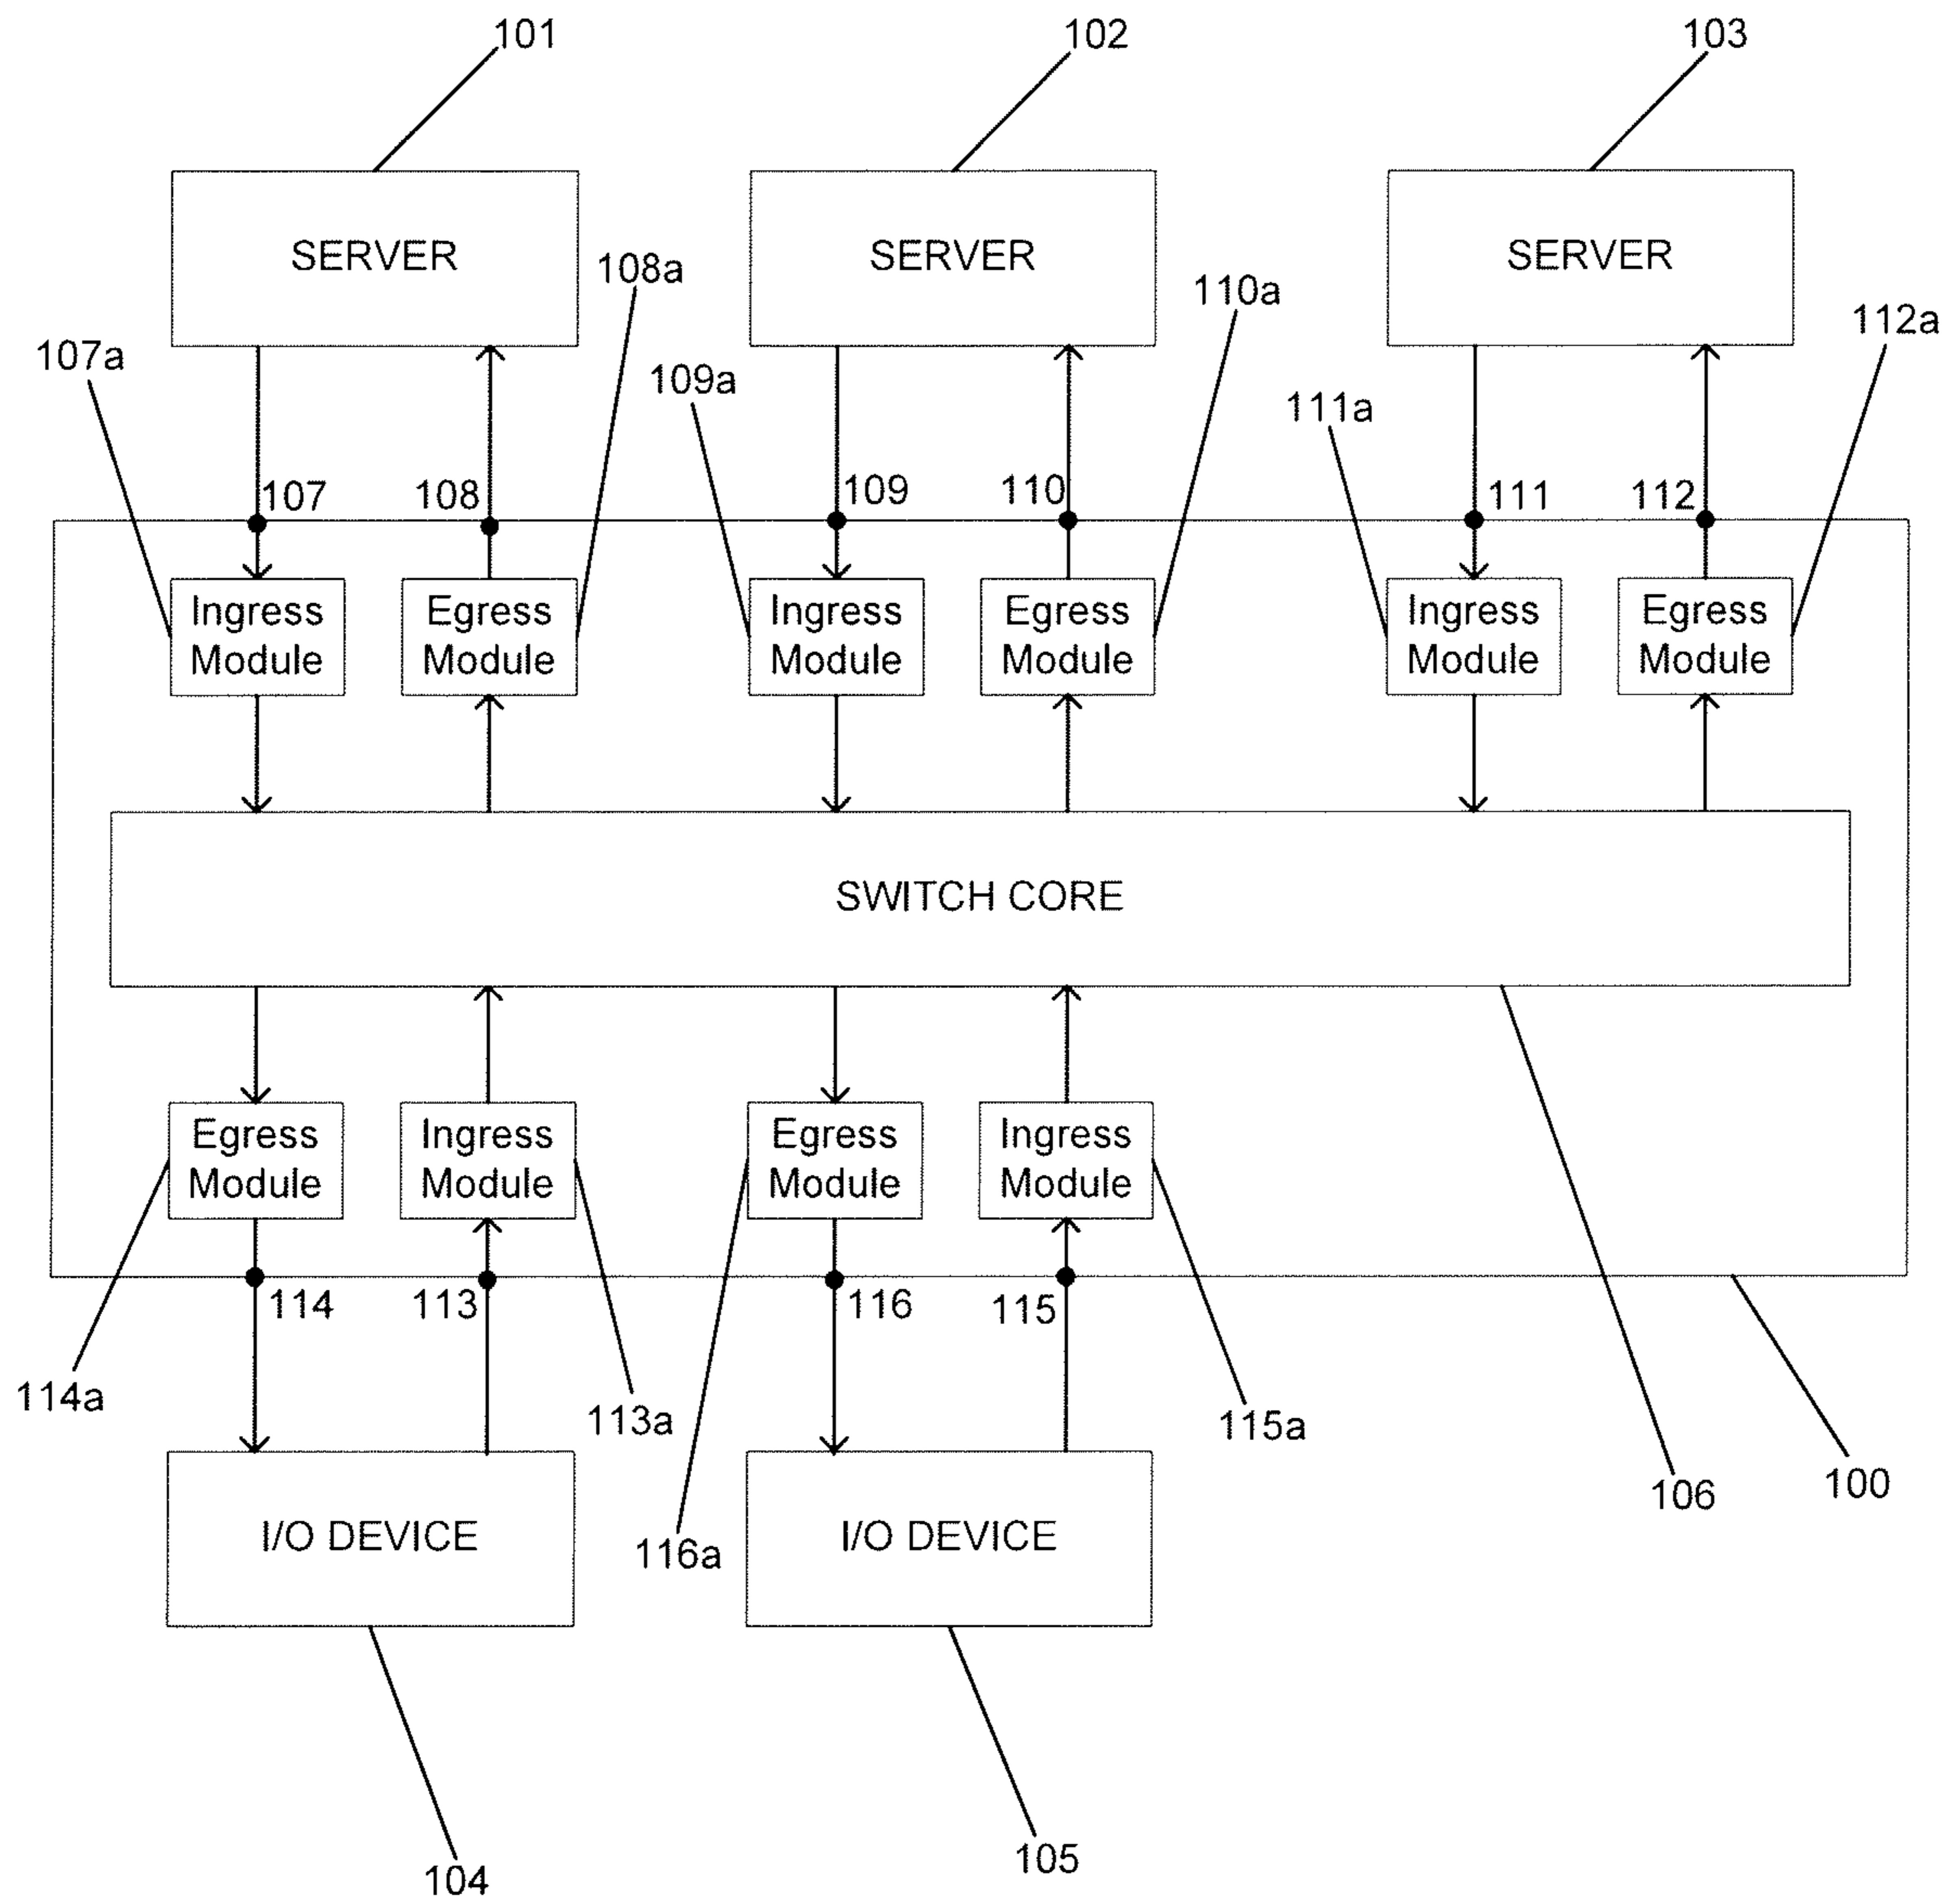 101
102
103
SERVER
SERVER
SERVER
108a
110a
112a
107a
109a
111a
107
108
109
110
111
112
Ingress
Module
Egress
Module
Ingress
Module
Egress
Module
Ingress
Module
Egress
Module
SWITCH CORE
Egress
Module
Ingress
Module
Egress
Module
Ingress
Module
114
113
116
115
114a
113a
115a
100
106
I/O DEVICE
116a
I/O DEVICE
104
105